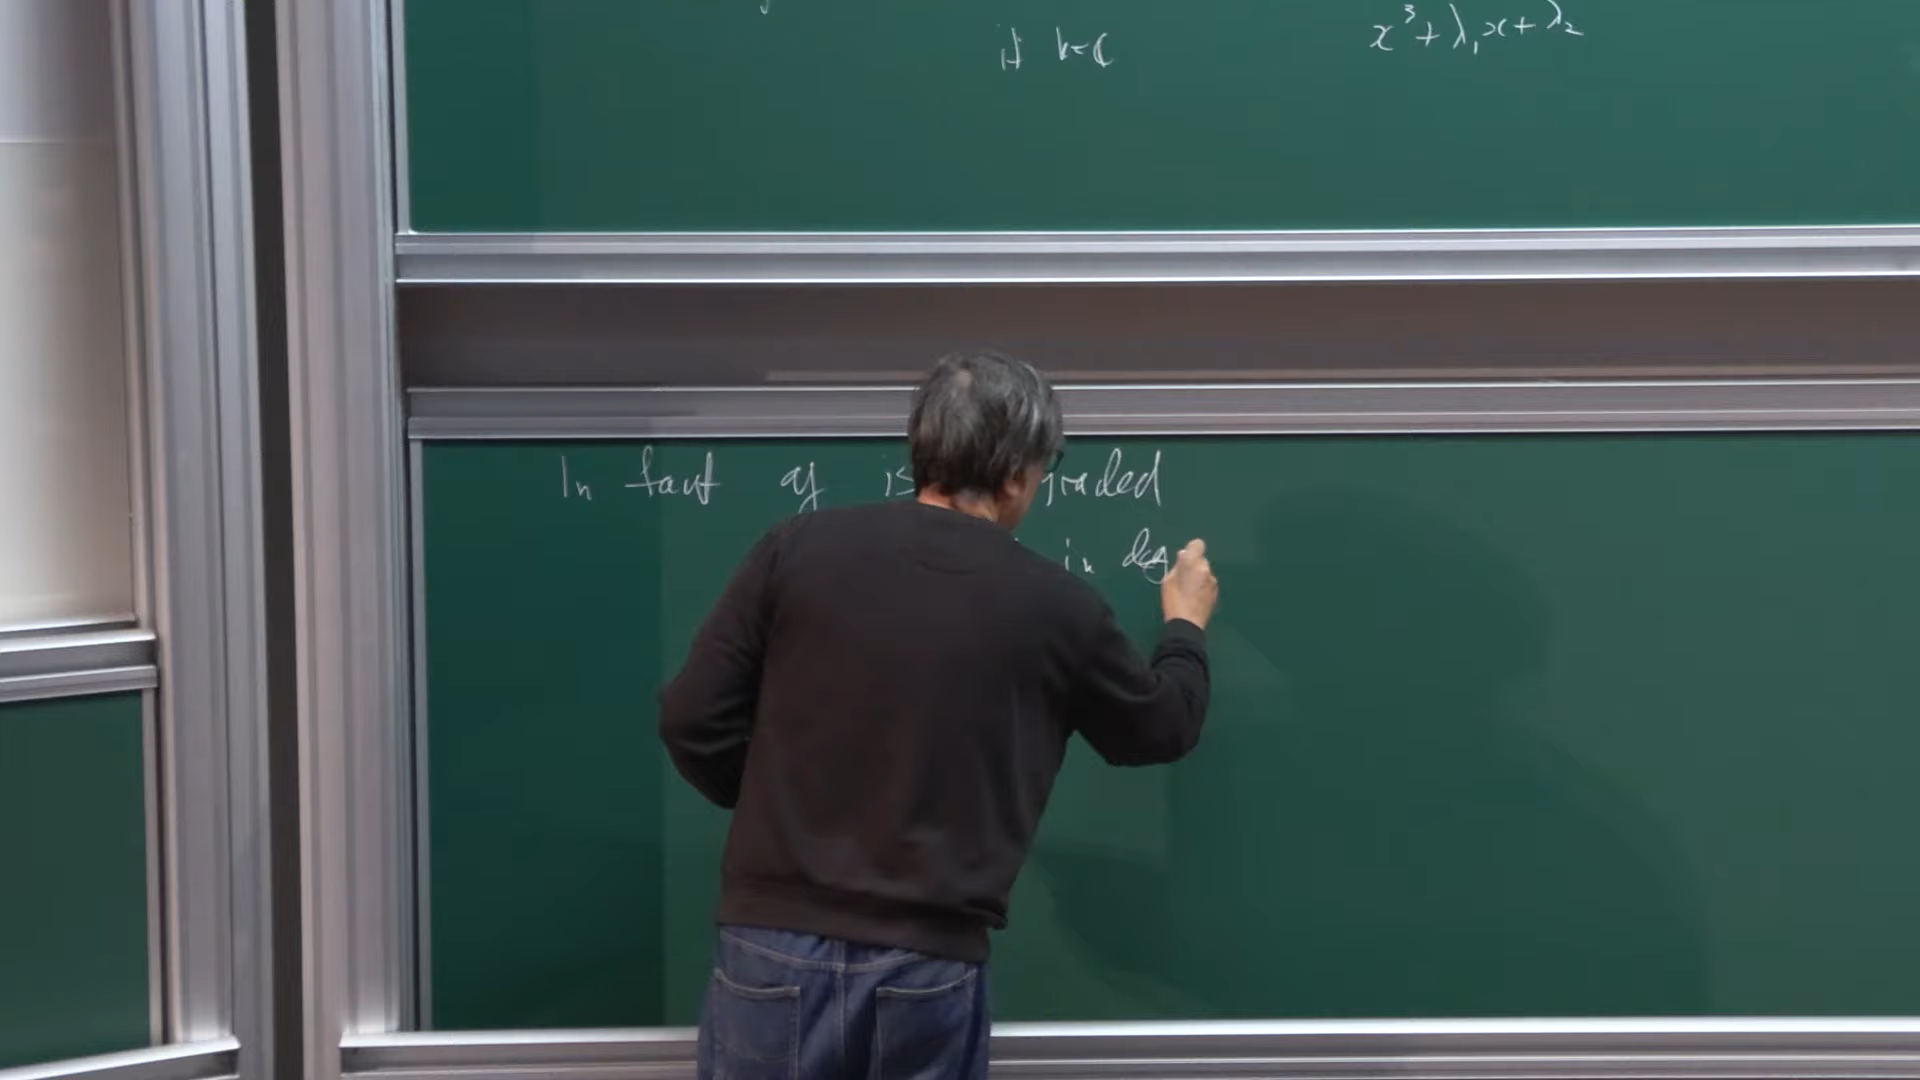 if k=ℂ
x³+λ₁x+λ₂
In fact 𝔤 is graded
in deg